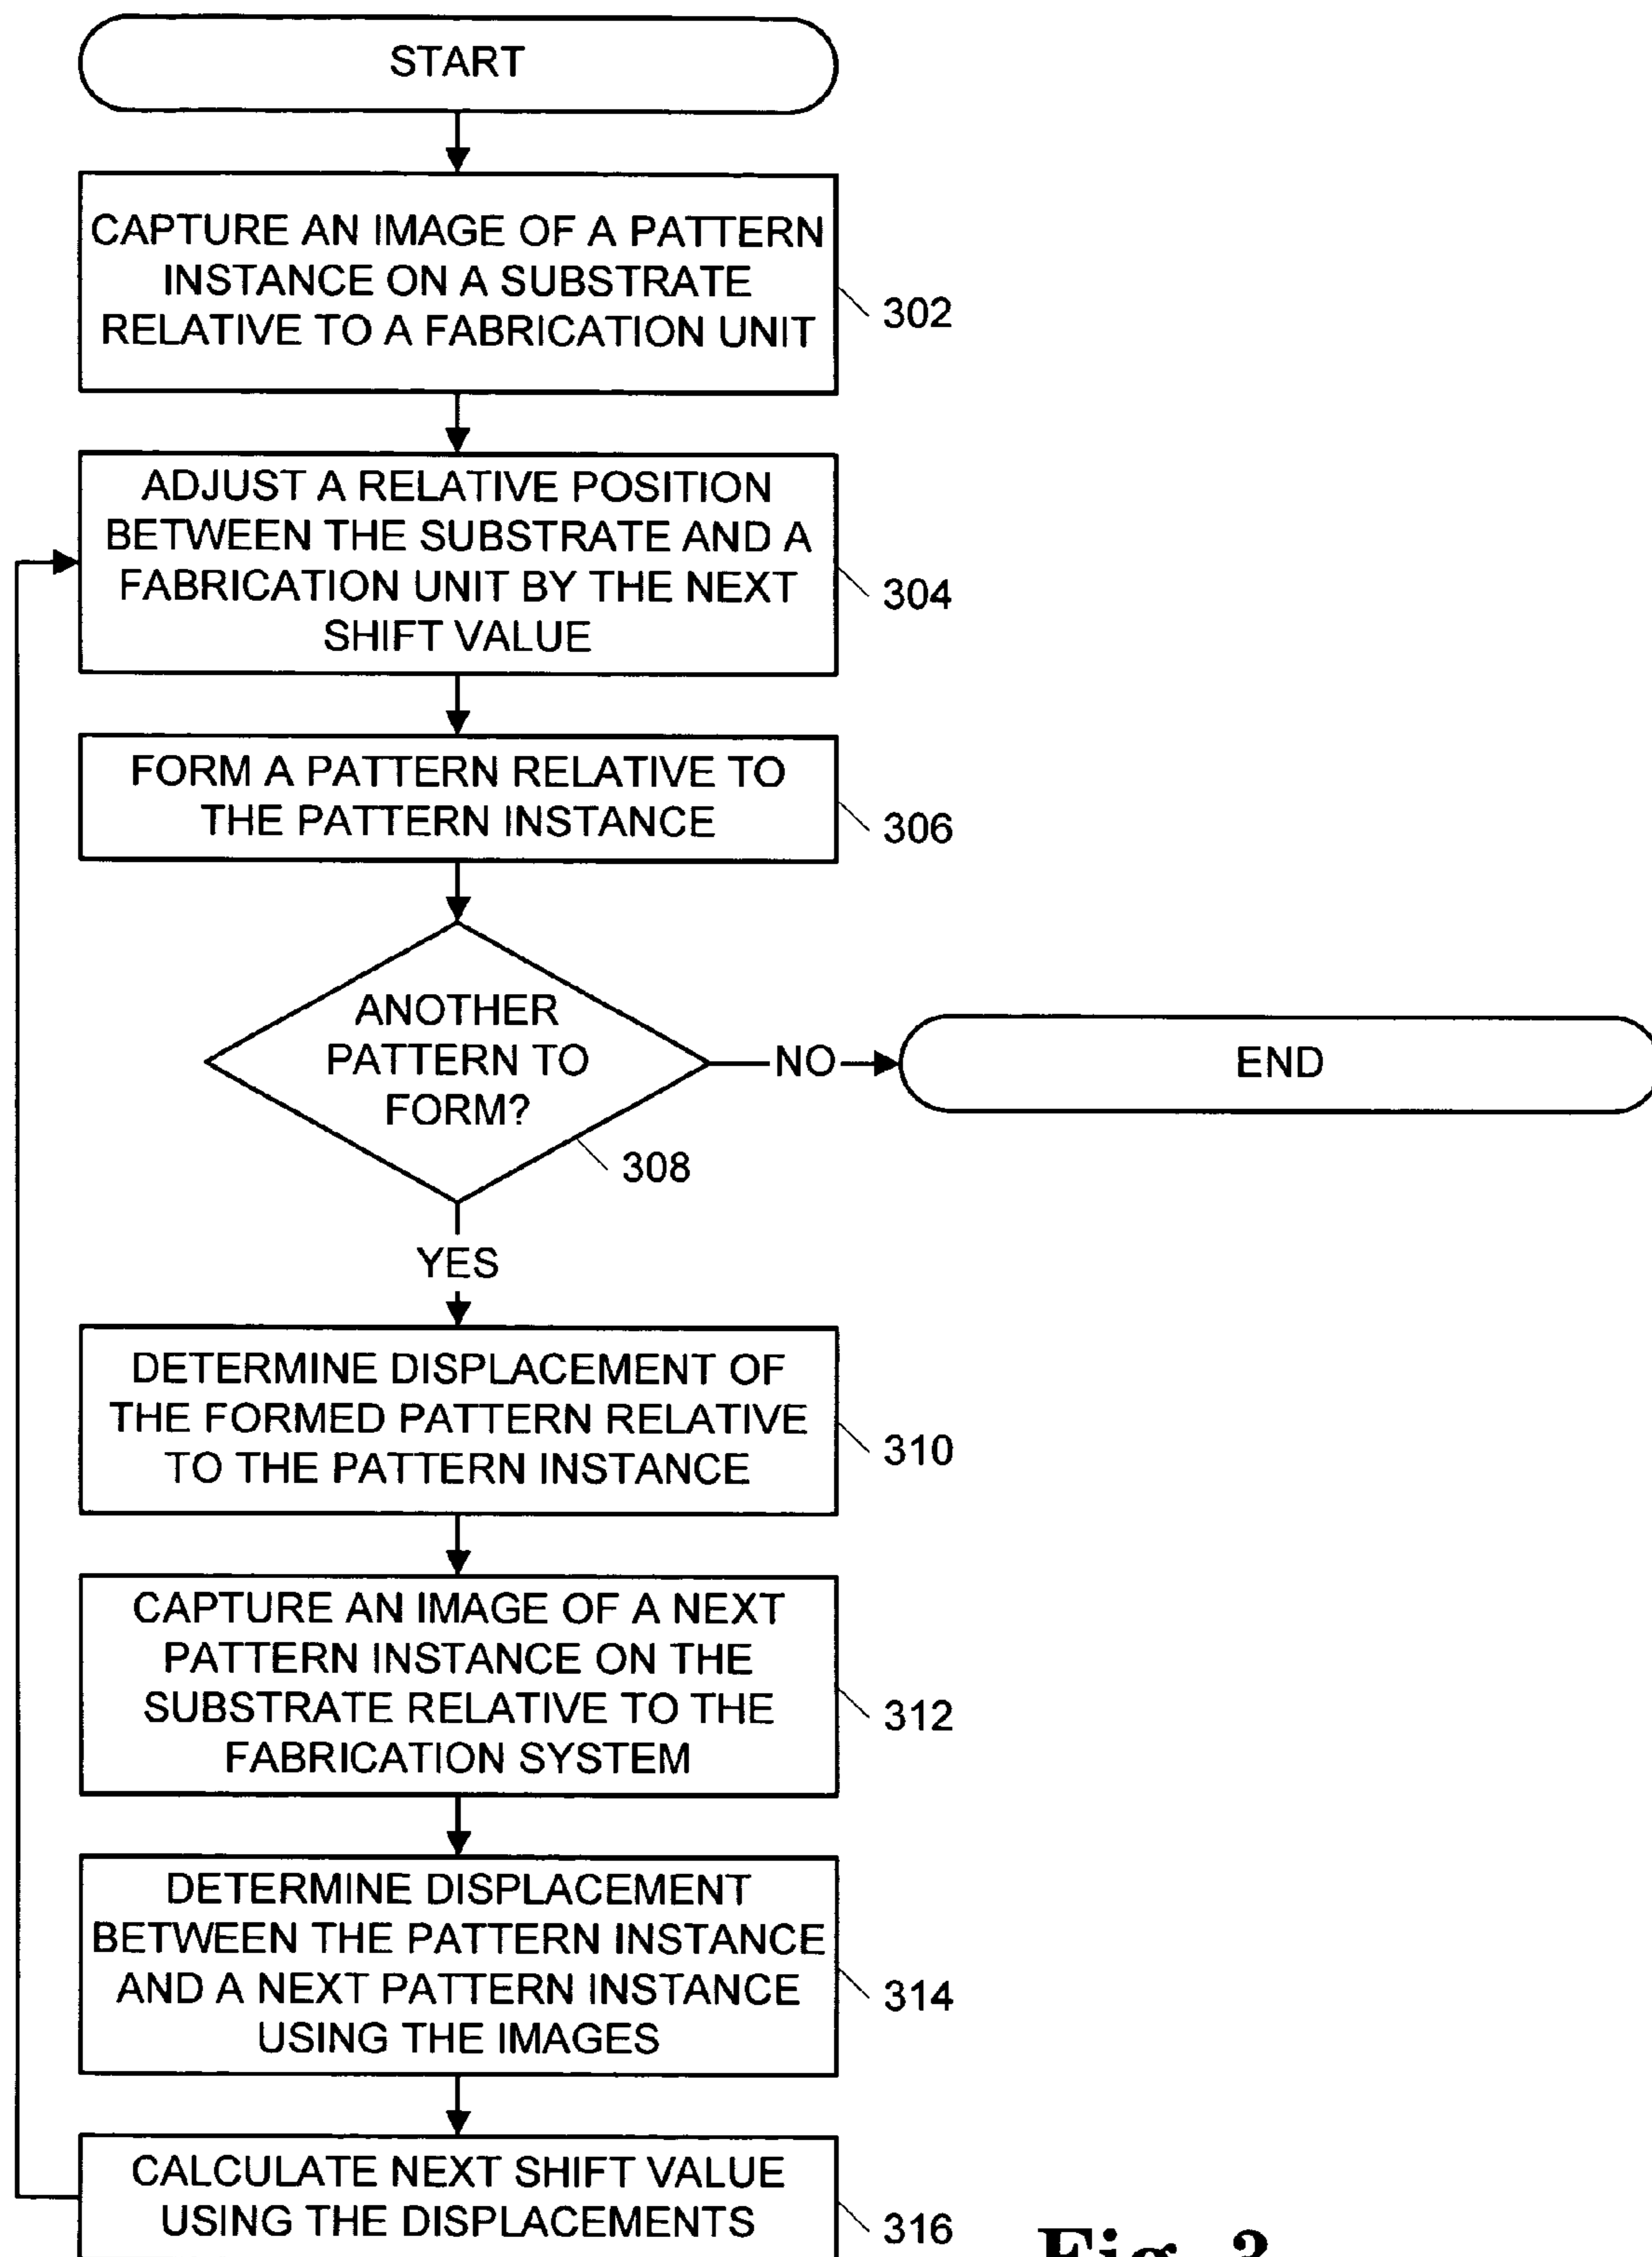 START
CAPTURE AN IMAGE OF A PATTERN
INSTANCE ON A SUBSTRATE
RELATIVE TO A FABRICATION UNIT
302
ADJUST A RELATIVE POSITION
BETWEEN THE SUBSTRATE AND A
FABRICATION UNIT BY THE NEXT
SHIFT VALUE
304
FORM A PATTERN RELATIVE TO
THE PATTERN INSTANCE
306
ANOTHER
PATTERN TO
FORM?
308
NO
END
YES
DETERMINE DISPLACEMENT OF
THE FORMED PATTERN RELATIVE
TO THE PATTERN INSTANCE
310
CAPTURE AN IMAGE OF A NEXT
PATTERN INSTANCE ON THE
SUBSTRATE RELATIVE TO THE
FABRICATION SYSTEM
312
DETERMINE DISPLACEMENT
BETWEEN THE PATTERN INSTANCE
AND A NEXT PATTERN INSTANCE
USING THE IMAGES
314
CALCULATE NEXT SHIFT VALUE
USING THE DISPLACEMENTS
316
Fig. 3